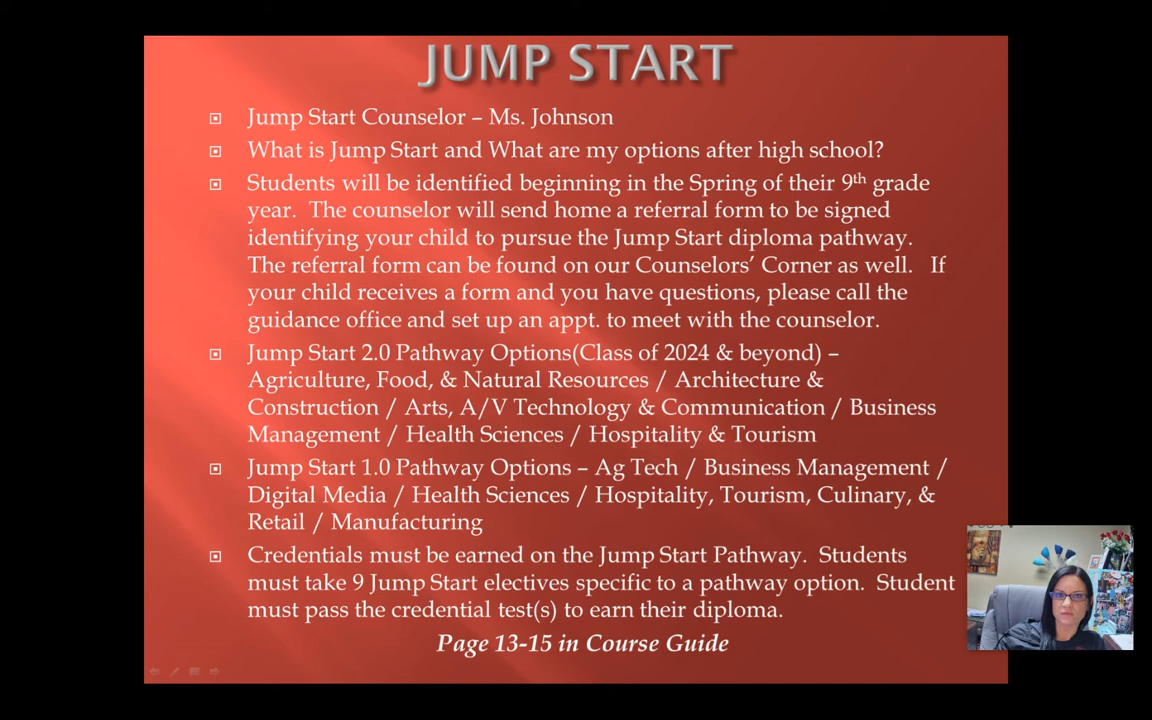 JUMP START
Jump Start Counselor – Ms. Johnson
What is Jump Start and What are my options after high school?
Students will be identified beginning in the Spring of their 9th grade
year.  The counselor will send home a referral form to be signed
identifying your child to pursue the Jump Start diploma pathway.
The referral form can be found on our Counselors’ Corner as well.   If
your child receives a form and you have questions, please call the
guidance office and set up an appt. to meet with the counselor.
Jump Start 2.0 Pathway Options(Class of 2024 & beyond) –
Agriculture, Food, & Natural Resources / Architecture &
Construction / Arts, A/V Technology & Communication / Business
Management / Health Sciences / Hospitality & Tourism
Jump Start 1.0 Pathway Options – Ag Tech / Business Management /
Digital Media / Health Sciences / Hospitality, Tourism, Culinary, &
Retail / Manufacturing
Credentials must be earned on the Jump Start Pathway.  Students
must take 9 Jump Start electives specific to a pathway option.  Student
must pass the credential test(s) to earn their diploma.
Page 13-15 in Course Guide